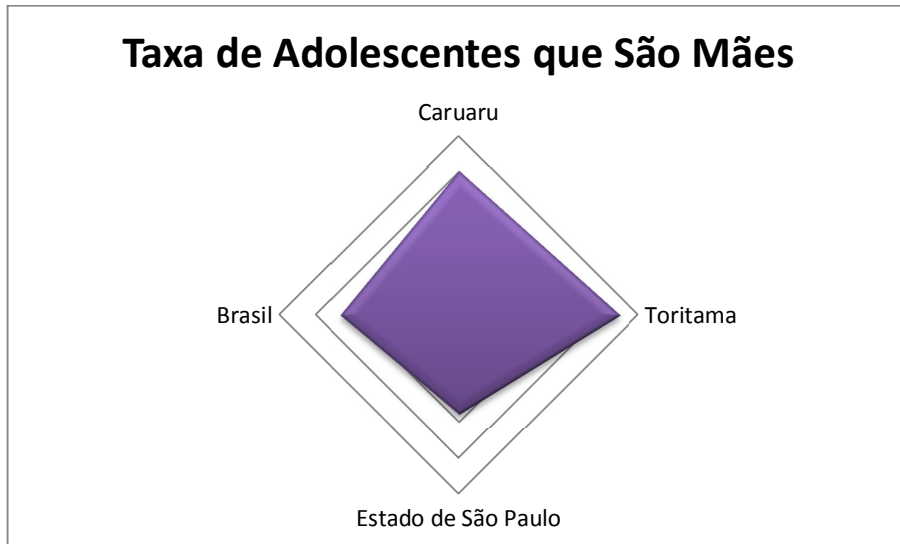 Taxa de Adolescentes que São Mães
Caruaru
Brasil
Toritama
Estado de São Paulo